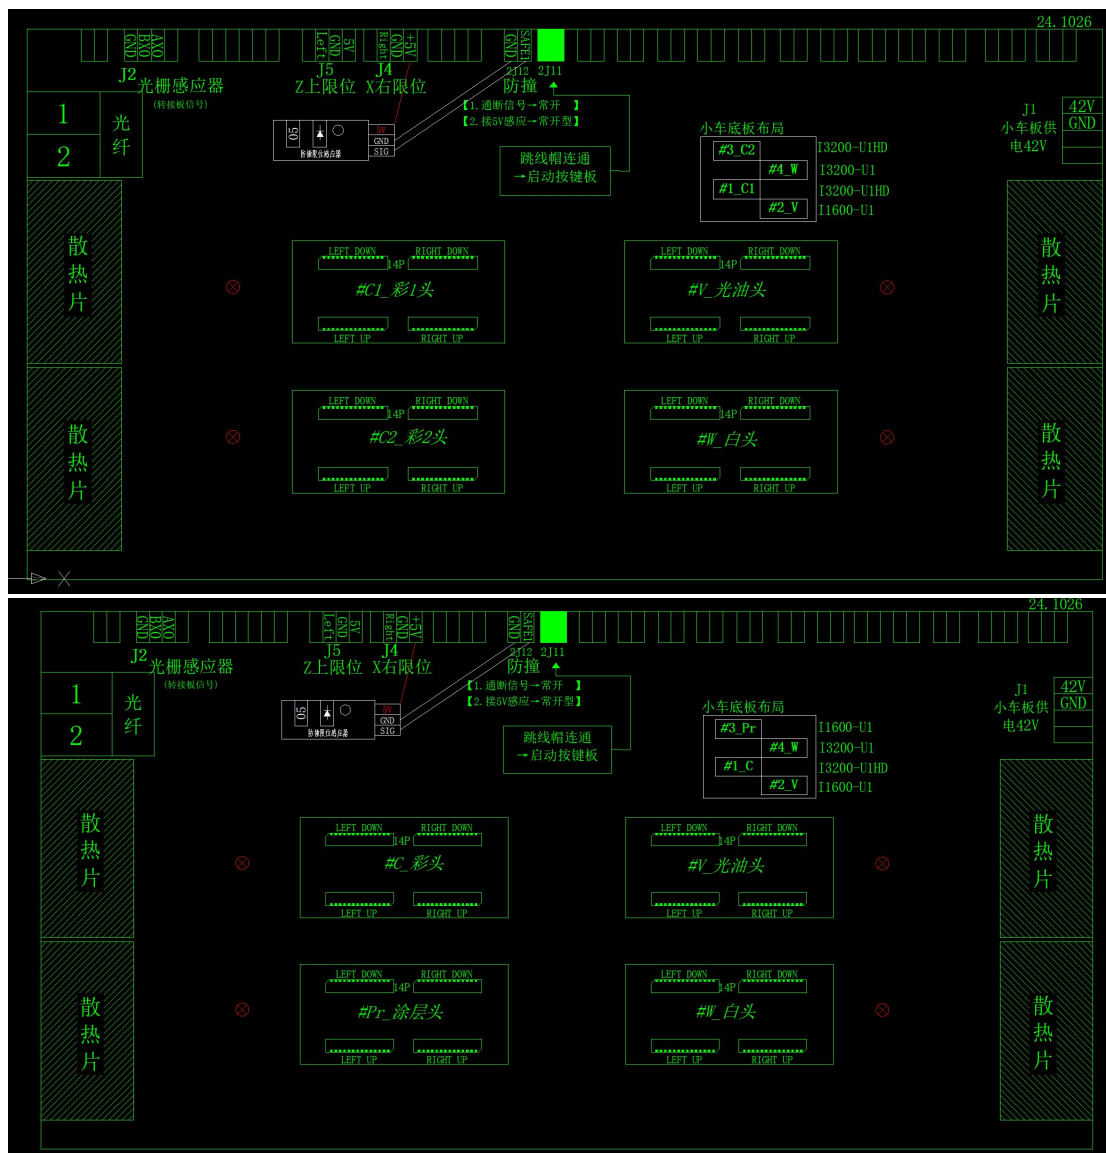 24.1026
GND
BXO
AXO
Left
GND
5V
Right
GND
+5V
GND
SAFE1
J2
光栅感应器
(转接板信号)
J5
Z上限位
J4
X右限位
2J12
2J11
防撞
【1.通断信号→常开 】
【2.接5V感应→常开型】
1
2
光纤
05
5V
GND
SIG
防撞限位感应器
跳线帽连通
→启动按键板
小车底板布局
#3_C2
I3200-U1HD
#4_W
I3200-U1
#1_C1
I3200-U1HD
#2_V
I1600-U1
J1
小车板供
电42V
42V
GND
散热片
散热片
散热片
散热片
LEFT DOWN
RIGHT DOWN
14P
#C1_彩1头
LEFT UP
RIGHT UP
LEFT DOWN
RIGHT DOWN
14P
#V_光油头
LEFT UP
RIGHT UP
LEFT DOWN
RIGHT DOWN
14P
#C2_彩2头
LEFT UP
RIGHT UP
LEFT DOWN
RIGHT DOWN
14P
#W_白头
LEFT UP
RIGHT UP
X
24.1026
GND
BXO
AXO
Left
GND
5V
Right
GND
+5V
GND
SAFE1
J2
光栅感应器
(转接板信号)
J5
Z上限位
J4
X右限位
2J12
2J11
防撞
【1.通断信号→常开 】
【2.接5V感应→常开型】
1
2
光纤
05
5V
GND
SIG
防撞限位感应器
跳线帽连通
→启动按键板
小车底板布局
#3_Pr
I1600-U1
#4_W
I3200-U1
#1_C
I3200-U1HD
#2_V
I1600-U1
J1
小车板供
电42V
42V
GND
散热片
散热片
散热片
散热片
LEFT DOWN
RIGHT DOWN
14P
#C_彩头
LEFT UP
RIGHT UP
LEFT DOWN
RIGHT DOWN
14P
#V_光油头
LEFT UP
RIGHT UP
LEFT DOWN
RIGHT DOWN
14P
#Pr_涂层头
LEFT UP
RIGHT UP
LEFT DOWN
RIGHT DOWN
14P
#W_白头
LEFT UP
RIGHT UP